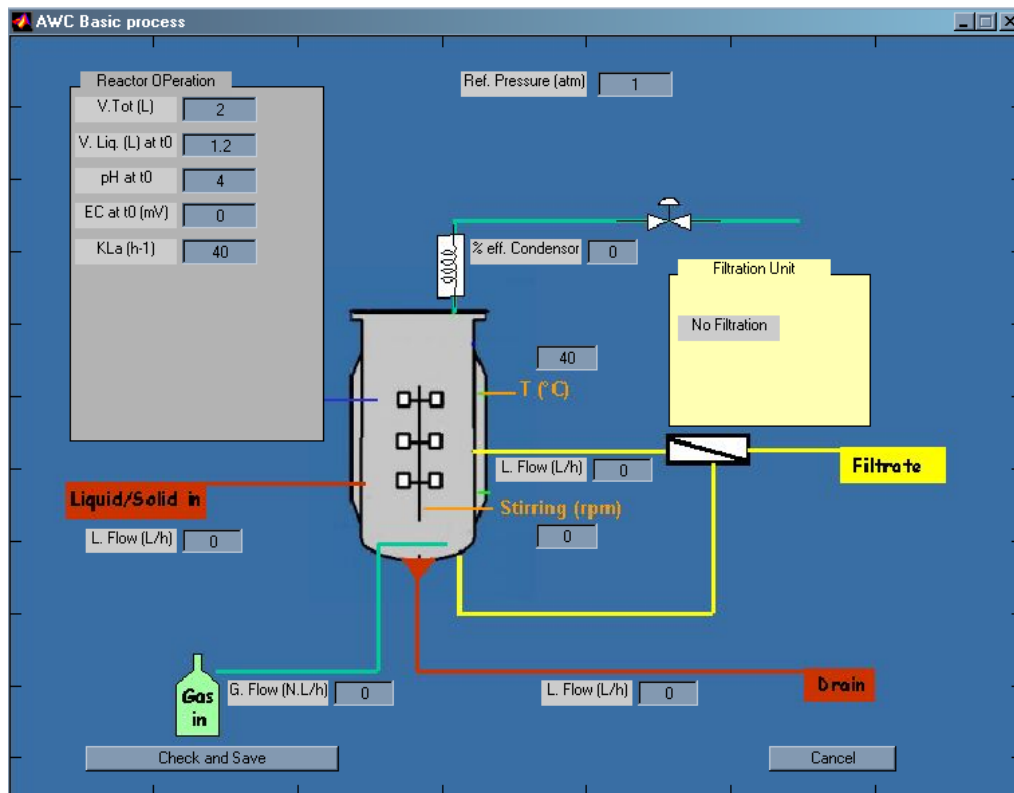 AWC Basic process
Reactor OPeration
V.Tot (L) 2
V. Liq. (L) at t0 1.2
pH at t0 4
EC at t0 (mV) 0
KLa (h-1) 40
Ref. Pressure (atm) 1
% eff. Condensor 0
Filtration Unit
No Filtration
40
T (°C)
L. Flow (L/h) 0
Filtrate
Liquid/Solid in
Stirring (rpm)
L. Flow (L/h) 0
0
Gas
in
G. Flow (N.L/h) 0
L. Flow (L/h) 0
Drain
Check and Save
Cancel